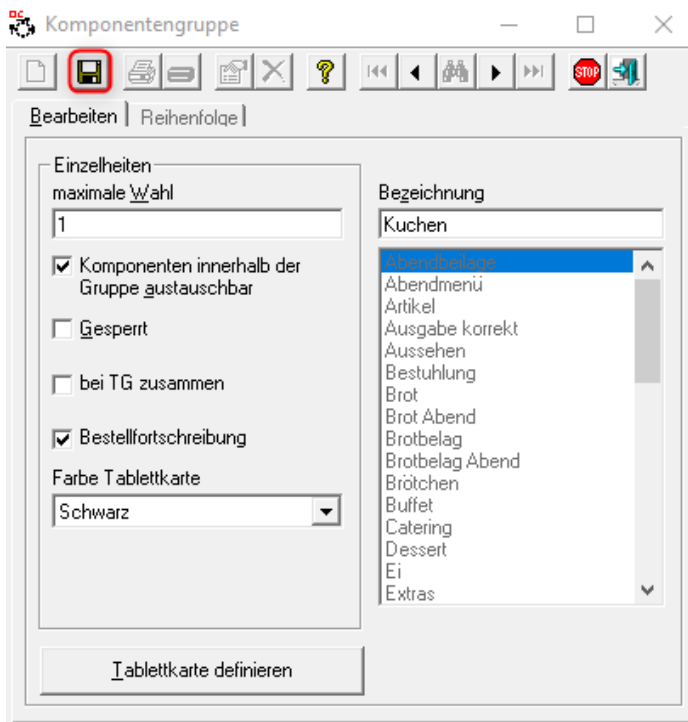 Komponentengruppe
STOP
Bearbeiten
Reihenfolge
Einzelheiten
maximale Wahl
1
Komponenten innerhalb der
Gruppe austauschbar
Gesperrt
bei TG zusammen
Bestellfortschreibung
Farbe Tablettkarte
Schwarz
Bezeichnung
Kuchen
Abendbeilage
Abendmenü
Artikel
Ausgabe korrekt
Aussehen
Bestuhlung
Brot
Brot Abend
Brotbelag
Brotbelag Abend
Brötchen
Buffet
Catering
Dessert
Ei
Extras
Tablettkarte definieren